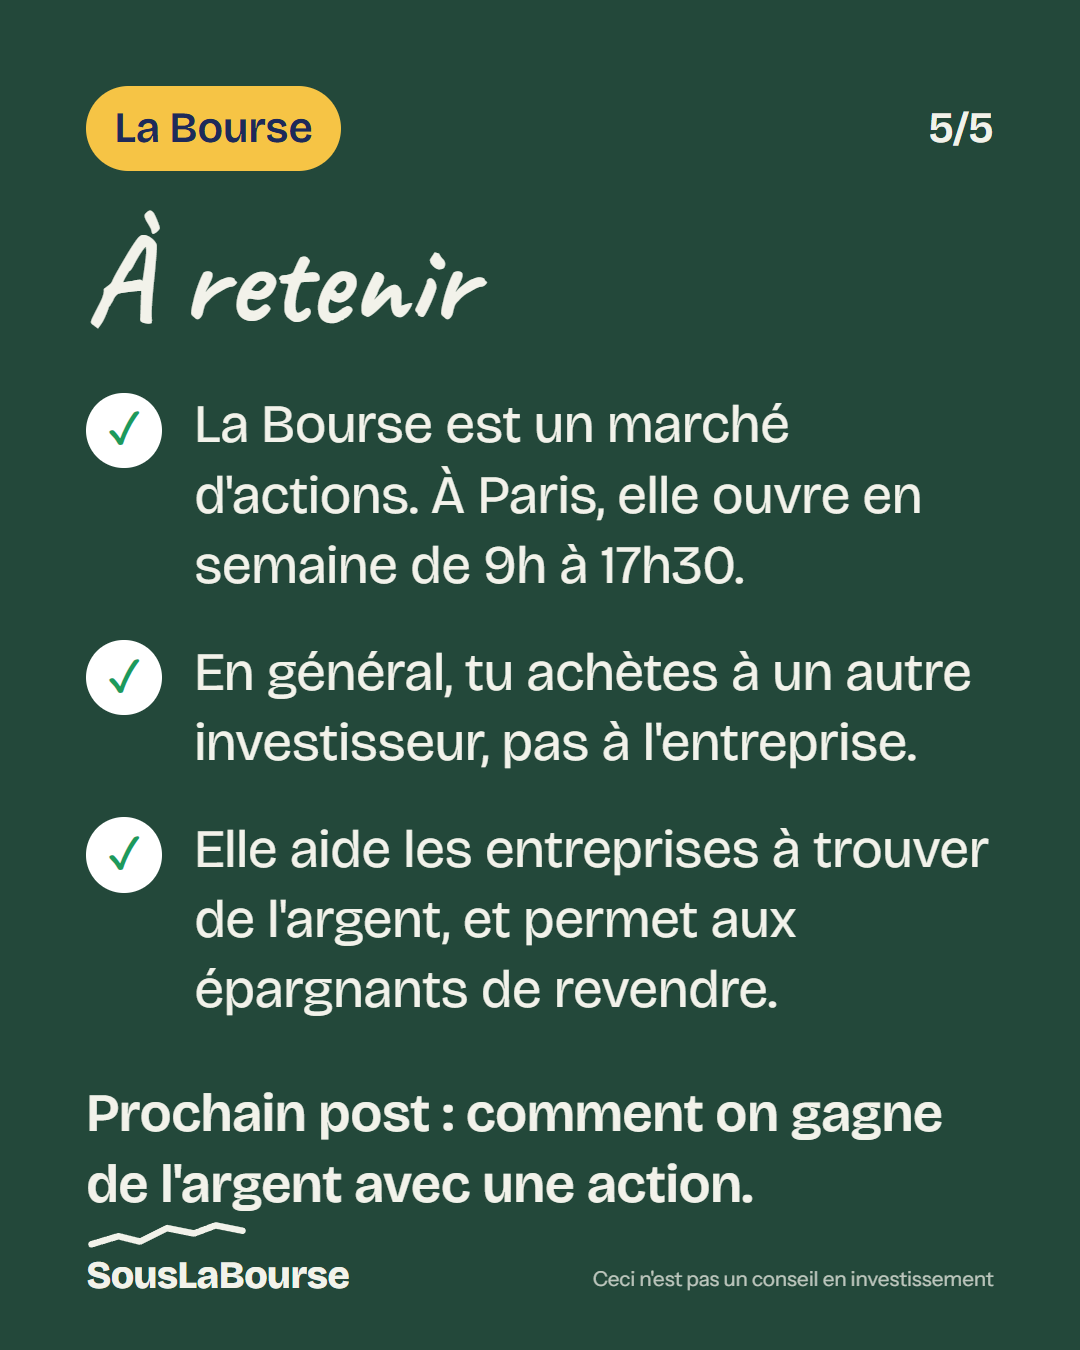 La Bourse
5/5
À retenir
La Bourse est un marché
d'actions. À Paris, elle ouvre en
semaine de 9h à 17h30.
En général, tu achètes à un autre
investisseur, pas à l'entreprise.
Elle aide les entreprises à trouver
de l'argent, et permet aux
épargnants de revendre.
Prochain post : comment on gagne
de l'argent avec une action.
SousLaBourse
Ceci n'est pas un conseil en investissement